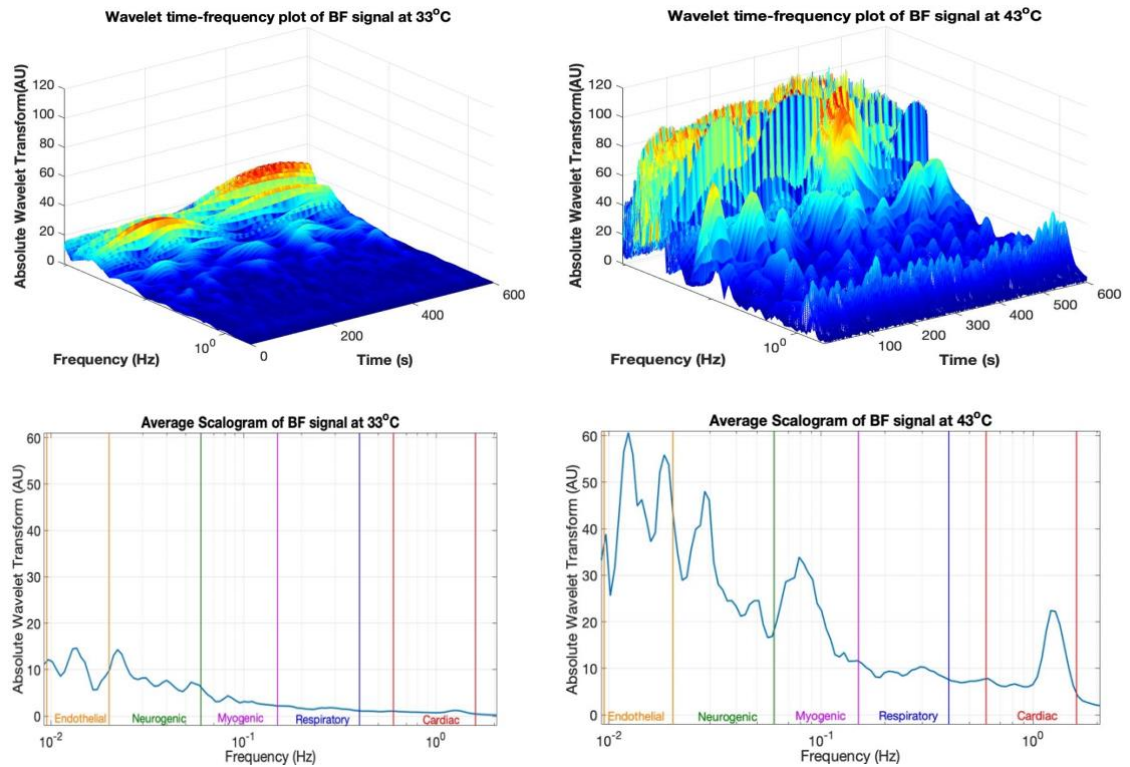 Wavelet time-frequency plot of BF signal at 33°C
Absolute Wavelet Transform(AU)
120
100
80
60
40
20
0
10⁰
Frequency (Hz)
0
200
400
600
Time (s)
Wavelet time-frequency plot of BF signal at 43°C
Absolute Wavelet Transform(AU)
120
100
80
60
40
20
0
10⁰
Frequency (Hz)
100
200
300
400
500
600
Time (s)
Average Scalogram of BF signal at 33°C
Absolute Wavelet Transform (AU)
60
50
40
30
20
10
0
Endothelial Neurogenic Myogenic Respiratory Cardiac
10⁻² 10⁻¹ 10⁰
Frequency (Hz)
Average Scalogram of BF signal at 43°C
Absolute Wavelet Transform (AU)
60
50
40
30
20
10
0
Endothelial Neurogenic Myogenic Respiratory Cardiac
10⁻² 10⁻¹ 10⁰
Frequency (Hz)